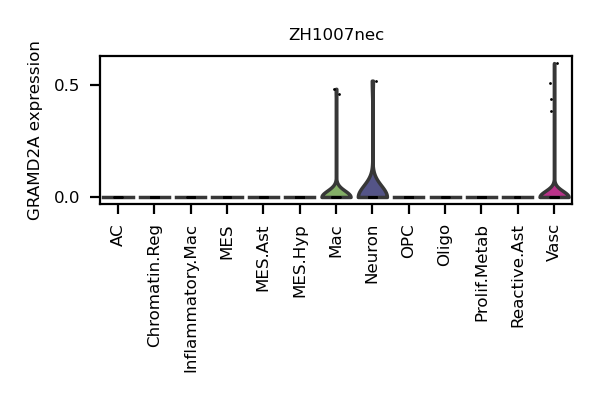 ZH1007nec
GRAMD2A expression
0.5
0.0
AC
Chromatin.Reg
Inflammatory.Mac
MES
MES.Ast
MES.Hyp
Mac
Neuron
OPC
Oligo
Prolif.Metab
Reactive.Ast
Vasc